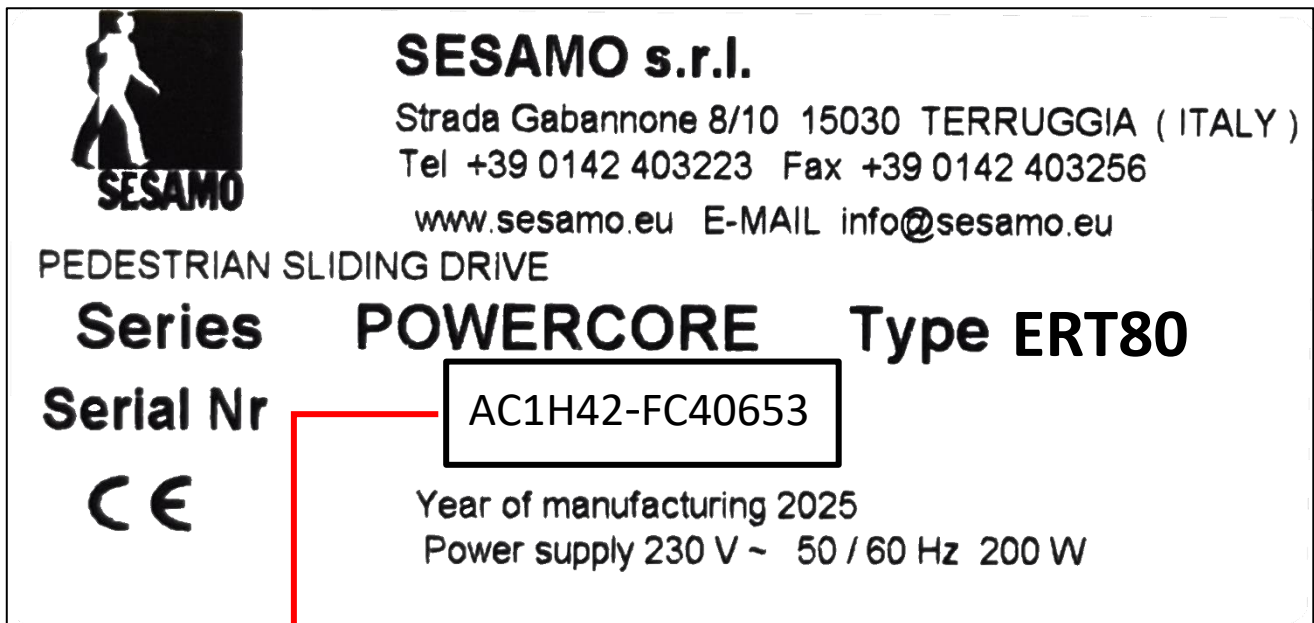 SESAMO
SESAMO s.r.l.
Strada Gabannone 8/10 15030 TERRUGGIA ( ITALY )
Tel +39 0142 403223 Fax +39 0142 403256
www.sesamo.eu E-MAIL info@sesamo.eu
PEDESTRIAN SLIDING DRIVE
Series POWERCORE Type ERT80
Serial Nr AC1H42-FC40653
CE
Year of manufacturing 2025
Power supply 230 V ~ 50 / 60 Hz 200 W